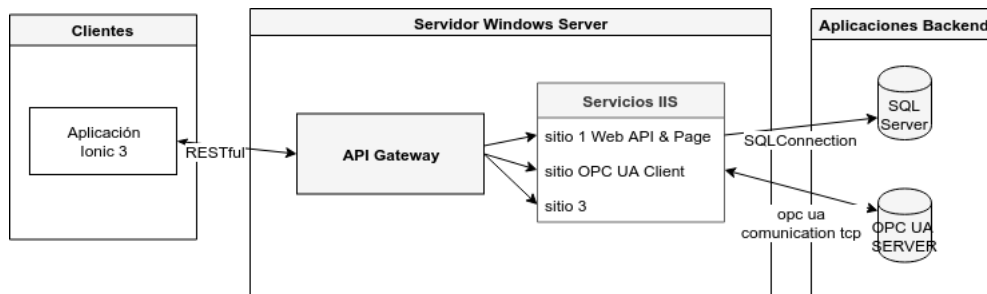 Clientes
Aplicación
Ionic 3
RESTful
Servidor Windows Server
API Gateway
Servicios IIS
sitio 1 Web API & Page
sitio OPC UA Client
sitio 3
SQLConnection
opc ua
comunication tcp
Aplicaciones Backend
SQL
Server
OPC UA
SERVER